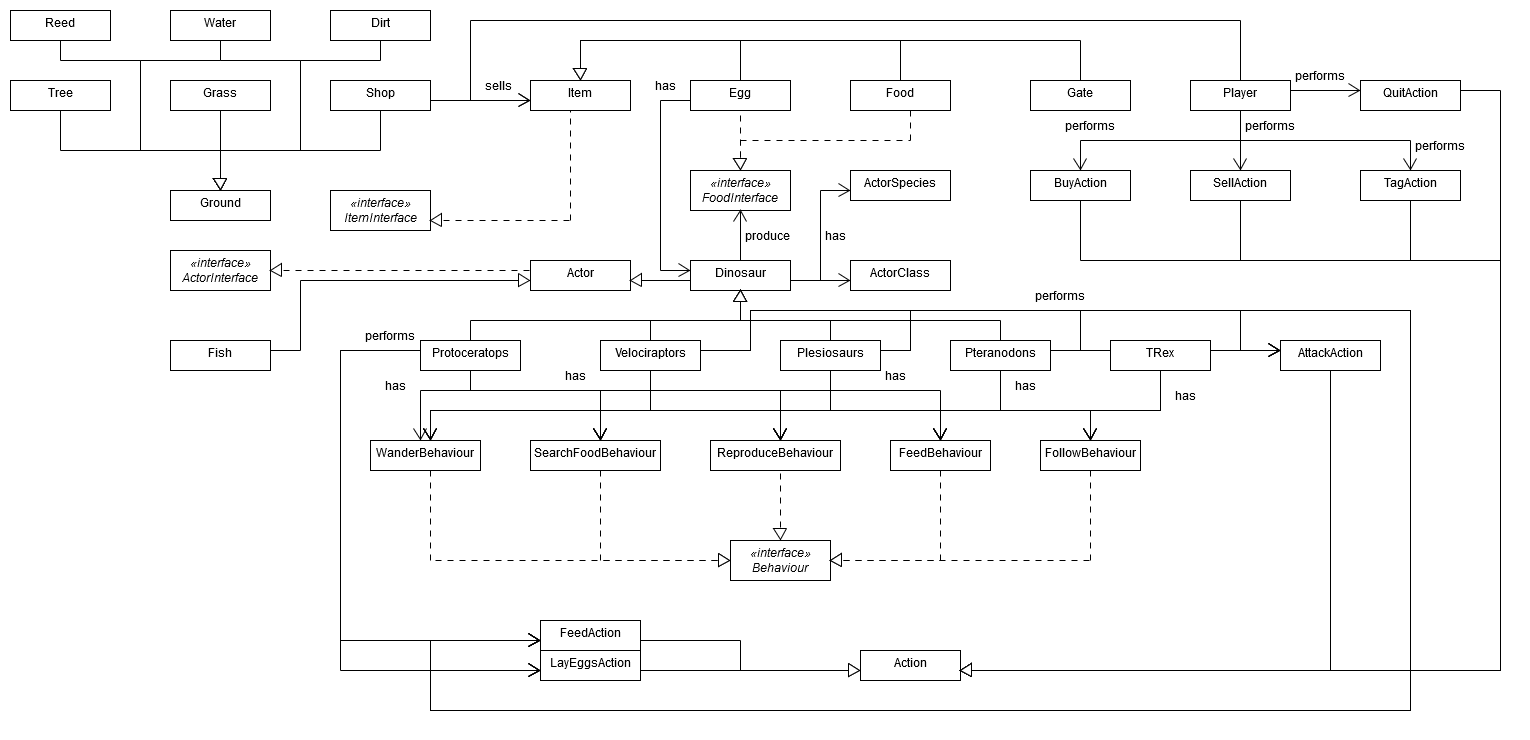 Reed
Water
Dirt
Tree
Grass
Shop
sells
Item
has
Egg
Food
Gate
Player
performs
QuitAction
performs
performs
performs
BuyAction
SellAction
TagAction
Ground
«interface»
ItemInterface
«interface»
FoodInterface
ActorSpecies
produce
has
«interface»
ActorInterface
Actor
Dinosaur
ActorClass
performs
performs
Fish
Protoceratops
Velociraptors
Plesiosaurs
Pteranodons
TRex
AttackAction
has
has
has
has
has
WanderBehaviour
SearchFoodBehaviour
ReproduceBehaviour
FeedBehaviour
FollowBehaviour
«interface»
Behaviour
FeedAction
LayEggsAction
Action